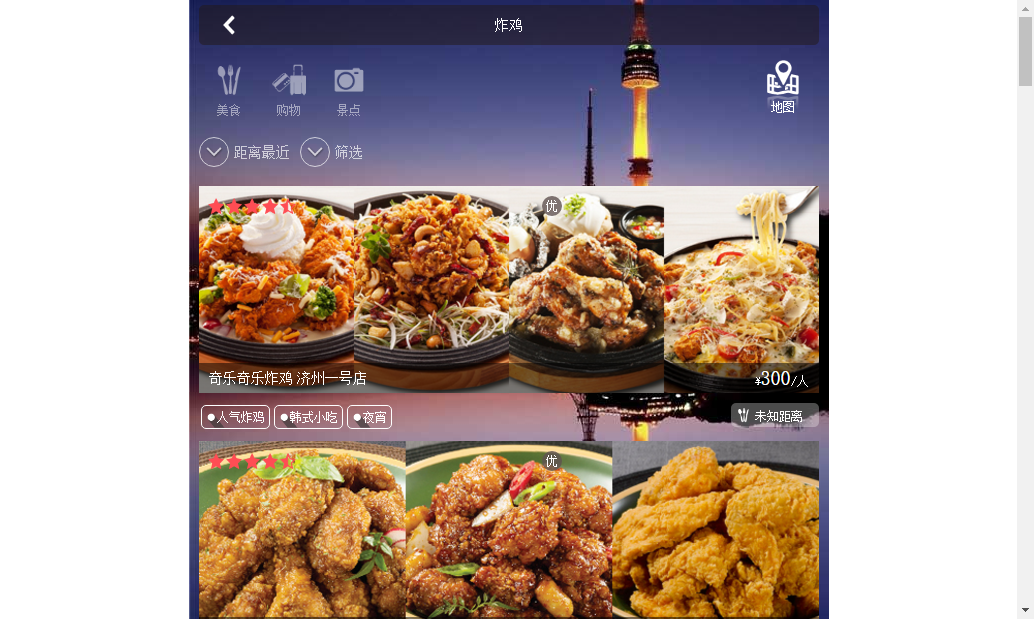 炸鸡
美食
购物
景点
地图
距离最近
筛选
优
奇乐奇乐炸鸡 济州一号店
¥300/人
人气炸鸡
韩式小吃
夜宵
未知距离
优